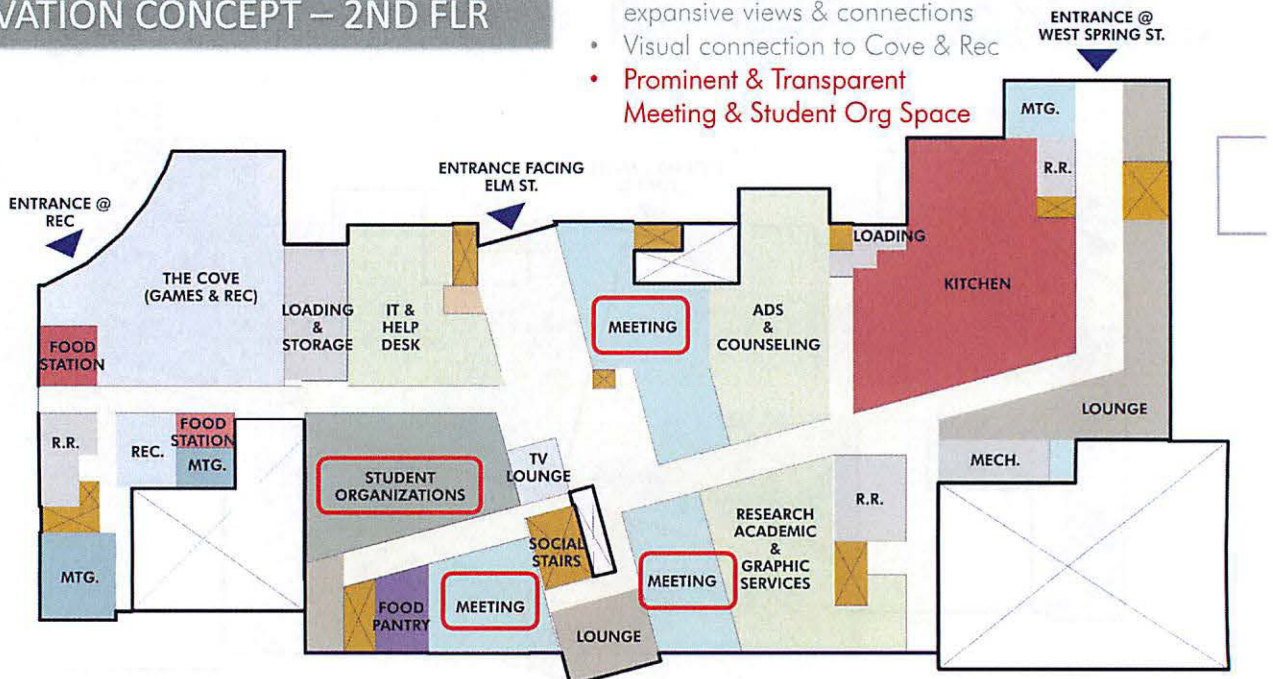 VATION CONCEPT – 2ND FLR
expansive views & connections
• Visual connection to Cove & Rec
• Prominent & Transparent
Meeting & Student Org Space
ENTRANCE @
WEST SPRING ST.
MTG.
R.R.
ENTRANCE FACING
ELM ST.
ENTRANCE @
REC
LOADING
THE COVE
(GAMES & REC)
KITCHEN
LOADING
&
STORAGE
IT &
HELP
DESK
MEETING
ADS
&
COUNSELING
FOOD
STATION
LOUNGE
R.R.
REC.
FOOD
STATION
MTG.
STUDENT
ORGANIZATIONS
TV
LOUNGE
MECH.
R.R.
RESEARCH
ACADEMIC
&
GRAPHIC
SERVICES
SOCIAL
STAIRS
MTG.
FOOD
PANTRY
MEETING
MEETING
LOUNGE